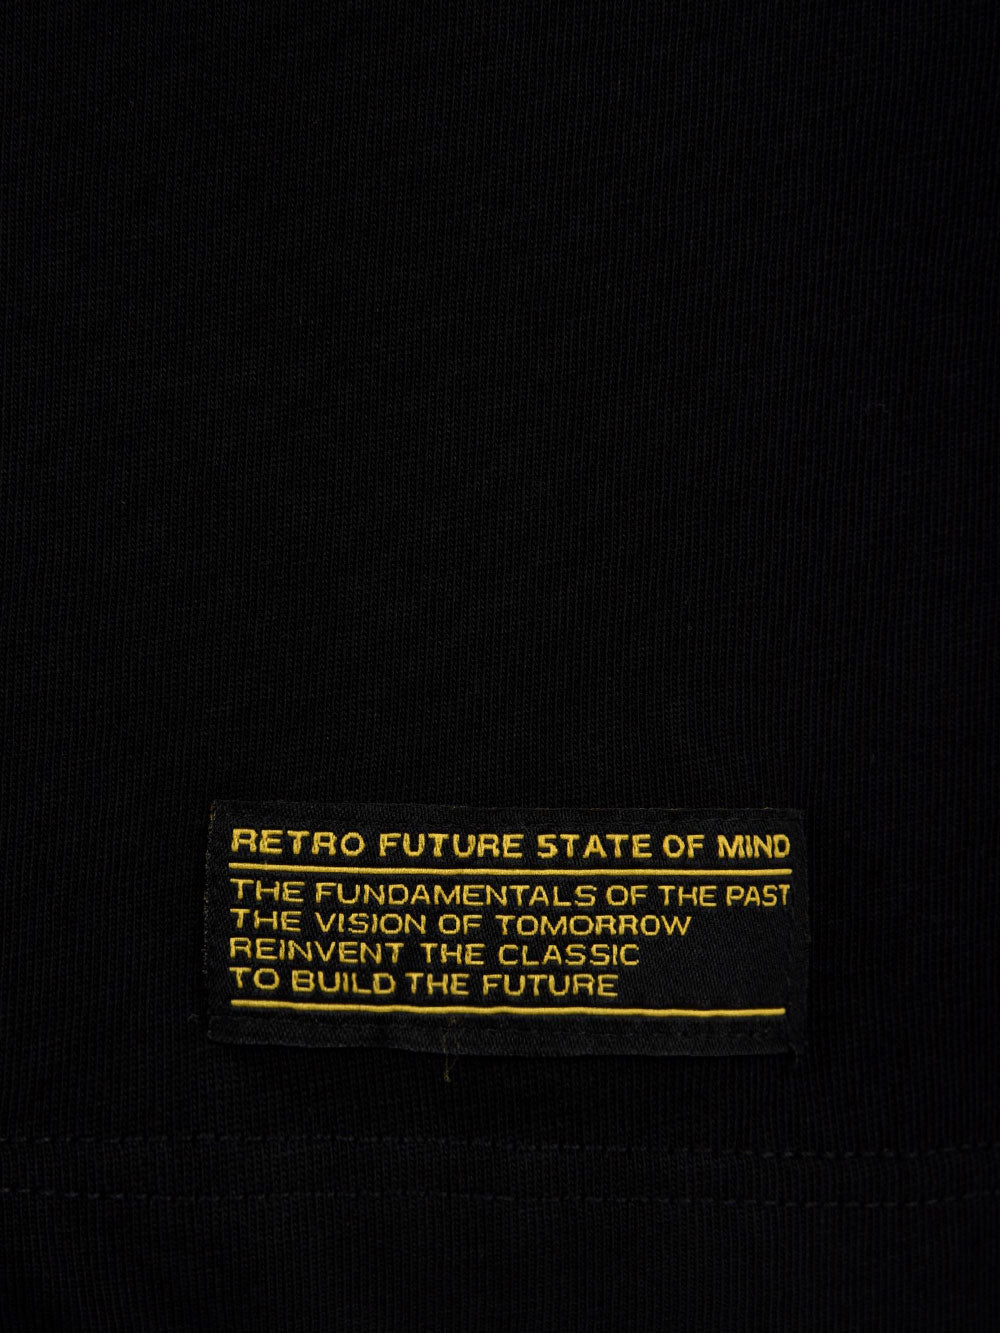 RETRO FUTURE STATE OF MIND
THE FUNDAMENTALS OF THE PAST
THE VISION OF TOMORROW
REINVENT THE CLASSIC
TO BUILD THE FUTURE